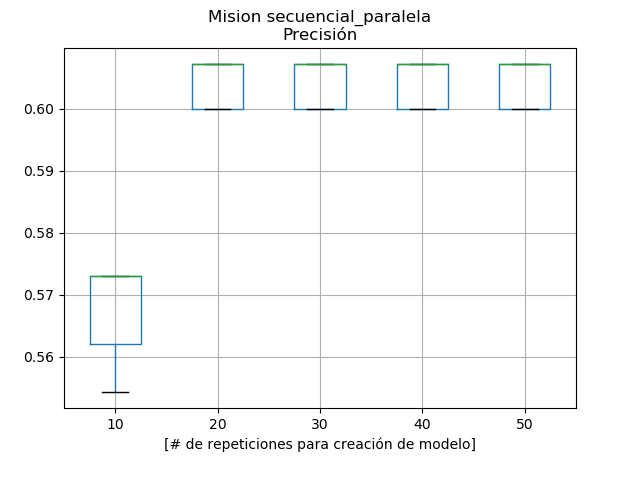 Mision secuencial_paralela
Precisión
0.60
0.59
0.58
0.57
0.56
10 20 30 40 50
[# de repeticiones para creación de modelo]